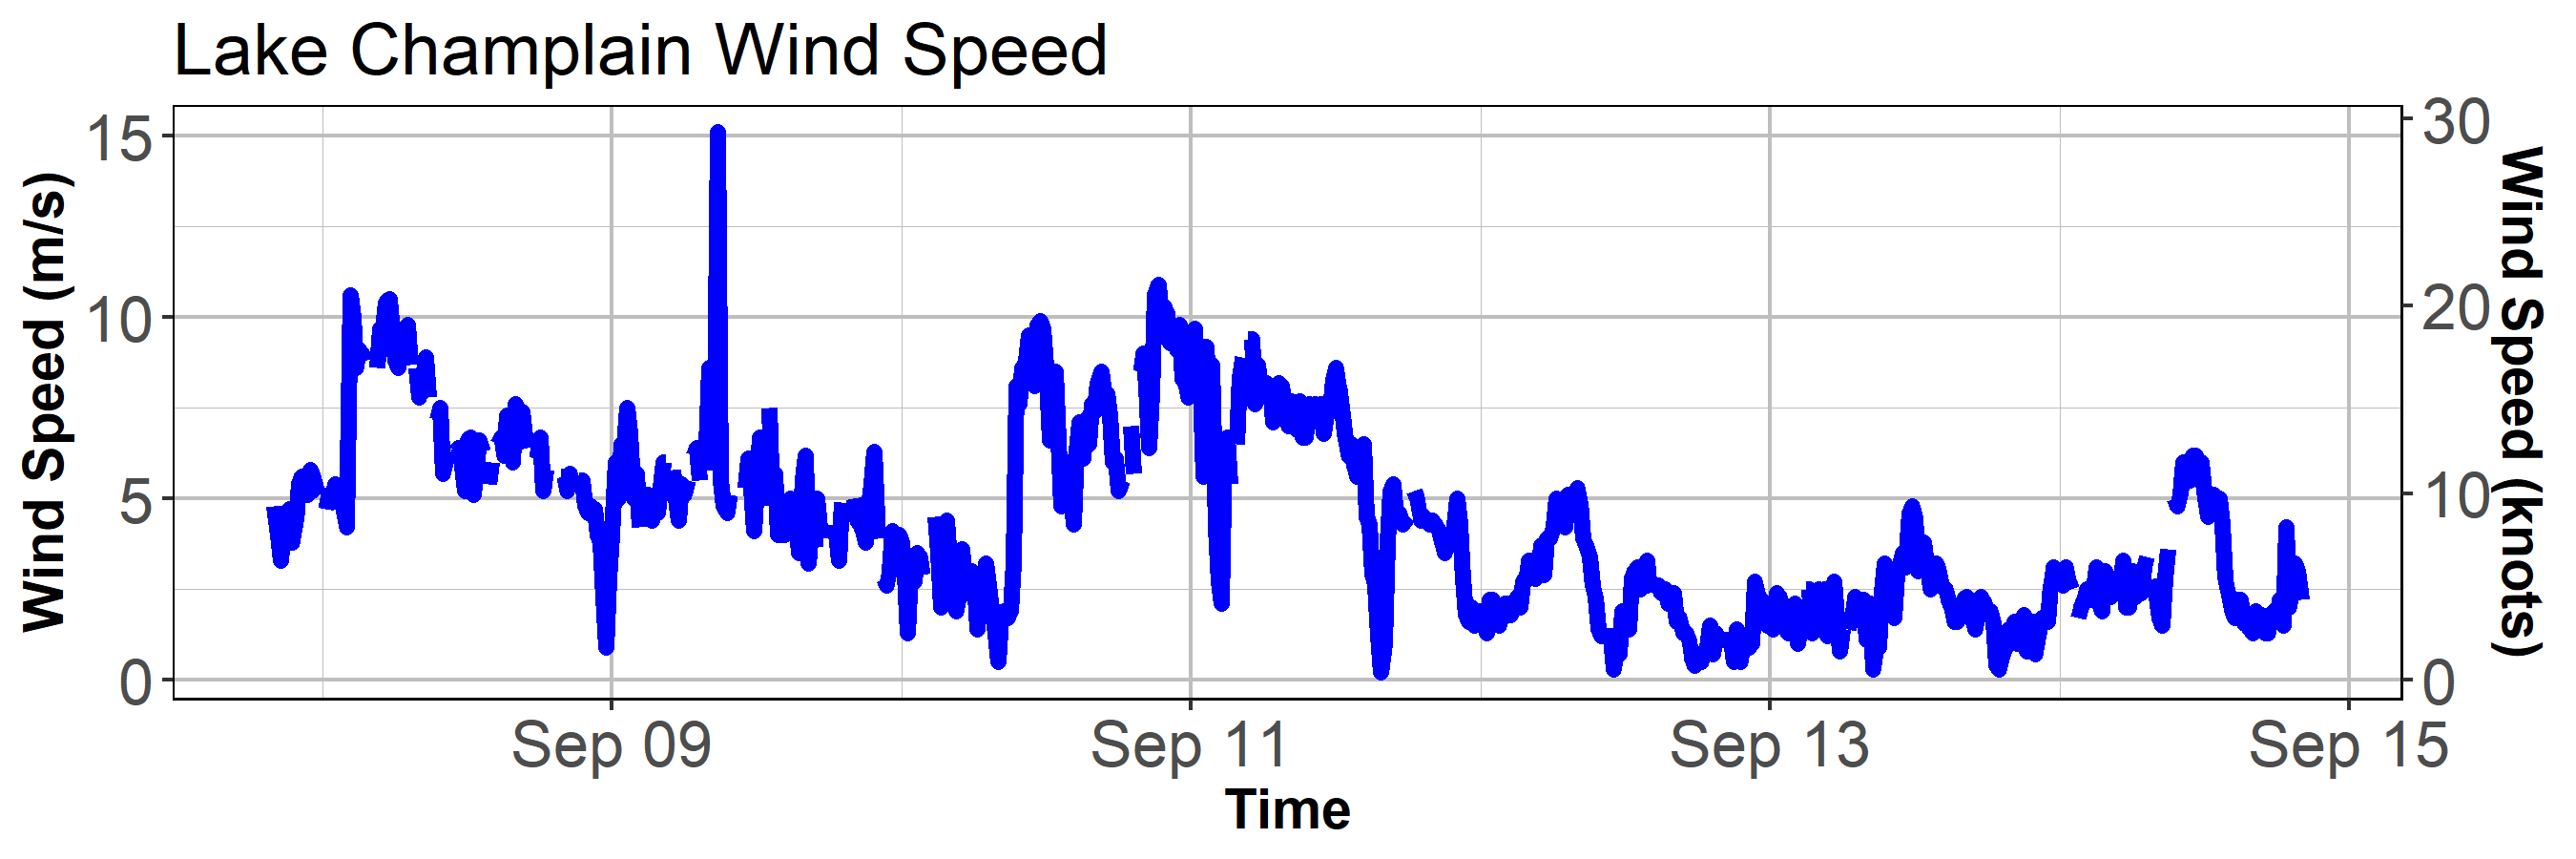 Lake Champlain Wind Speed
Wind Speed (m/s)
15
10
5
0
30
20
10
0
Wind Speed (knots)
Sep 09
Sep 11
Sep 13
Sep 15
Time